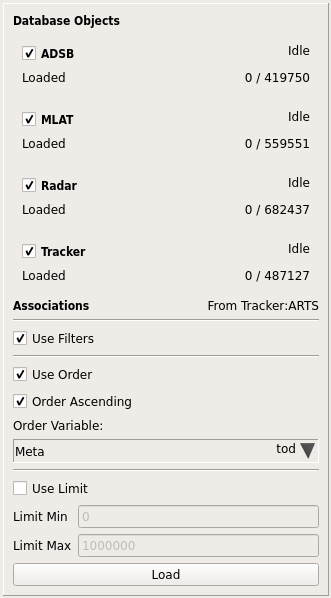 Database Objects
ADSB Idle
Loaded 0 / 419750
MLAT Idle
Loaded 0 / 559551
Radar Idle
Loaded 0 / 682437
Tracker Idle
Loaded 0 / 487127
Associations From Tracker:ARTS
Use Filters
Use Order
Order Ascending
Order Variable:
Meta tod
Use Limit
Limit Min 0
Limit Max 1000000
Load